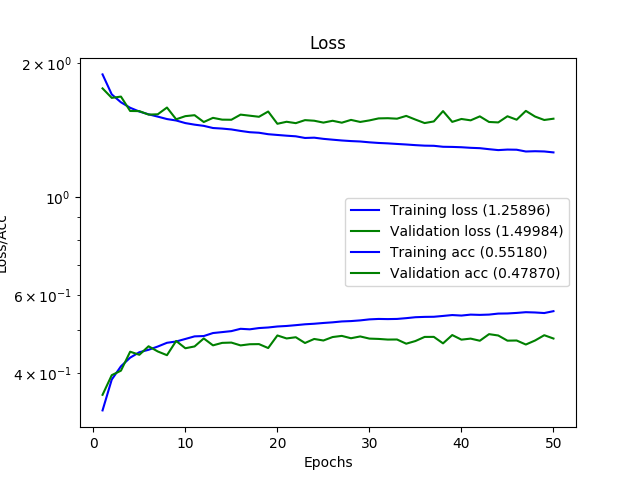 Loss
2 × 10⁰
10⁰
6 × 10⁻¹
4 × 10⁻¹
Loss/Acc
Training loss (1.25896)
Validation loss (1.49984)
Training acc (0.55180)
Validation acc (0.47870)
0 10 20 30 40 50
Epochs